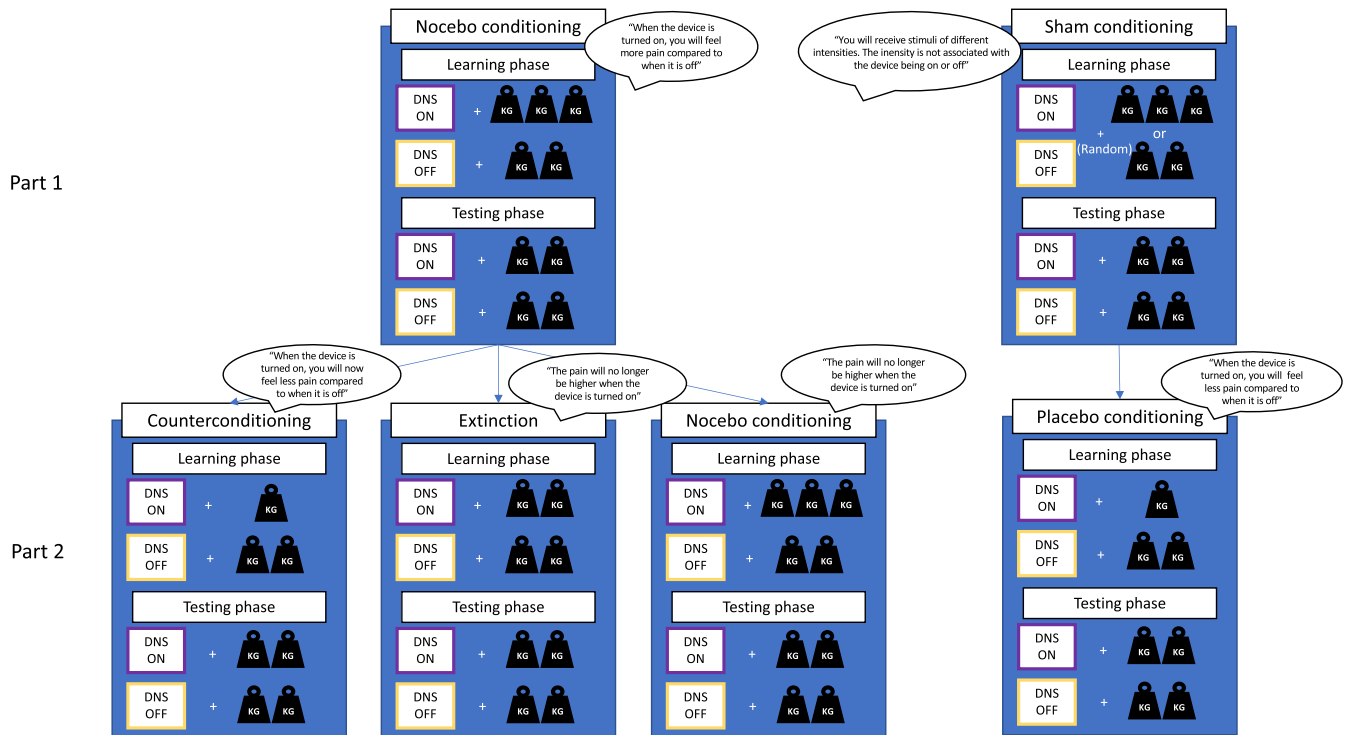 Nocebo conditioning
"When the device is
turned on, you will feel
more pain compared to
when it is off"
Learning phase
DNS
ON
+
KG
KG
KG
DNS
OFF
+
KG
KG
Testing phase
DNS
ON
+
KG
KG
DNS
OFF
+
KG
KG
"You will receive stimuli of different
intensities. The inensity is not associated with
the device being on or off"
Sham conditioning
Learning phase
DNS
ON
KG
KG
KG
+
(Random)
or
DNS
OFF
KG
KG
Testing phase
DNS
ON
+
KG
KG
DNS
OFF
+
KG
KG
Part 1
"When the device is
turned on, you will now
feel less pain compared
to when it is off"
Counterconditioning
Learning phase
DNS
ON
+
KG
DNS
OFF
+
KG
KG
Testing phase
DNS
ON
+
KG
KG
DNS
OFF
+
KG
KG
"The pain will no longer
be higher when the
device is turned on"
Extinction
Learning phase
DNS
ON
+
KG
KG
DNS
OFF
+
KG
KG
Testing phase
DNS
ON
+
KG
KG
DNS
OFF
+
KG
KG
"The pain will no longer
be higher when the
device is turned on"
Nocebo conditioning
Learning phase
DNS
ON
+
KG
KG
KG
DNS
OFF
+
KG
KG
Testing phase
DNS
ON
+
KG
KG
DNS
OFF
+
KG
KG
"When the device is
turned on, you will feel
less pain compared to
when it is off"
Placebo conditioning
Learning phase
DNS
ON
+
KG
DNS
OFF
+
KG
KG
Testing phase
DNS
ON
+
KG
KG
DNS
OFF
+
KG
KG
Part 2